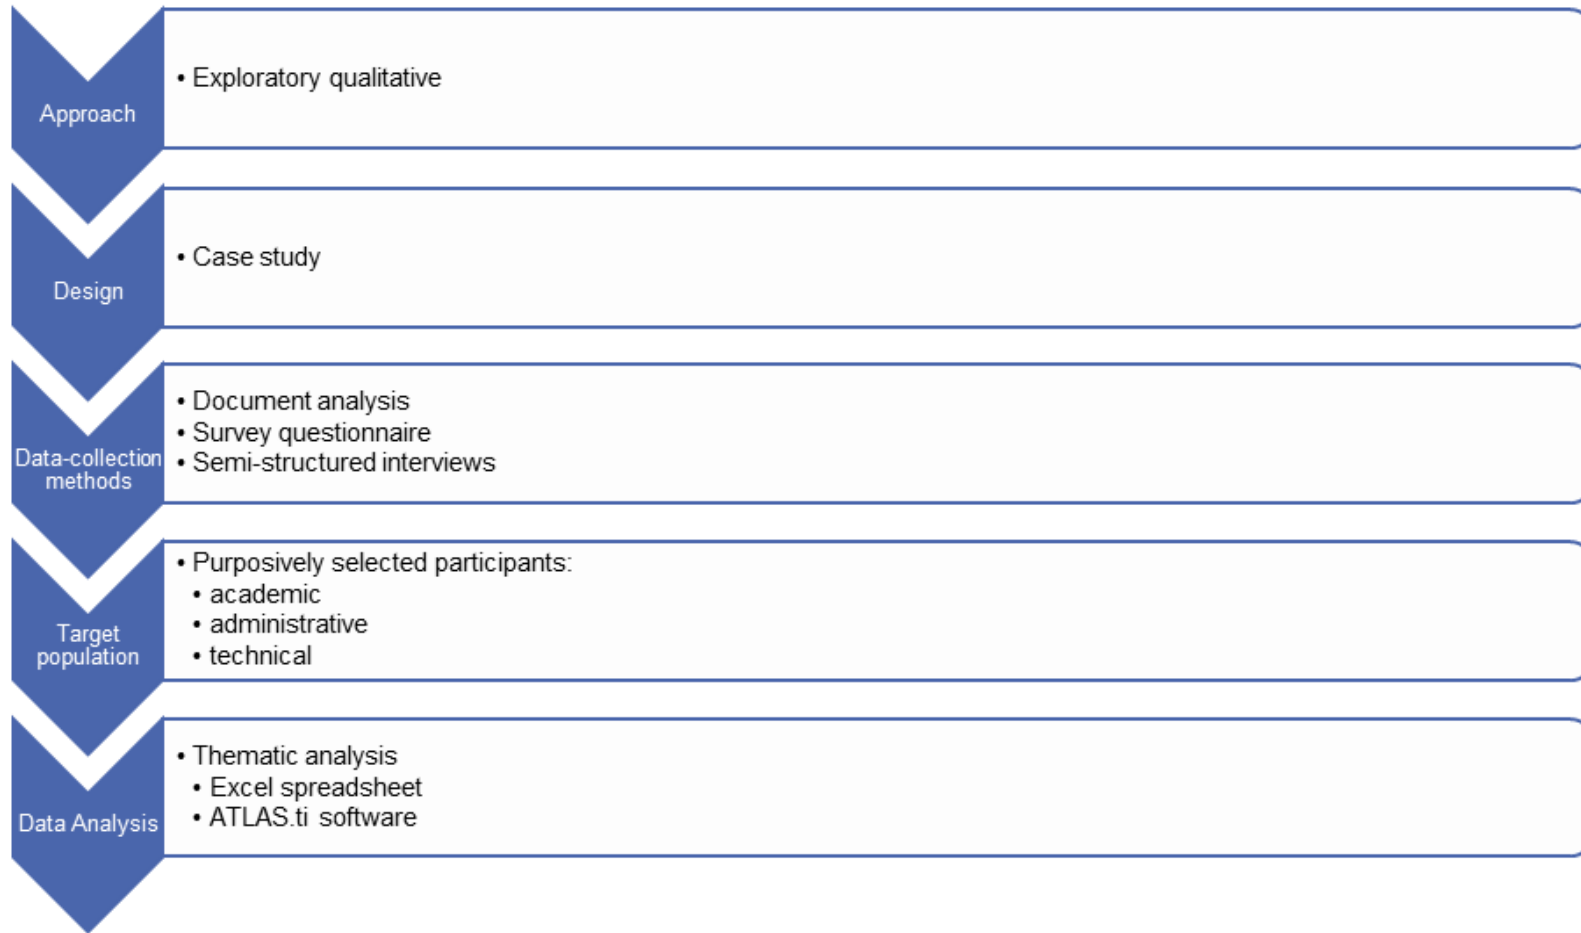 Approach
• Exploratory qualitative
Design
• Case study
Data-collection
methods
• Document analysis
• Survey questionnaire
• Semi-structured interviews
Target
population
• Purposively selected participants:
• academic
• administrative
• technical
Data Analysis
• Thematic analysis
• Excel spreadsheet
• ATLAS.ti software